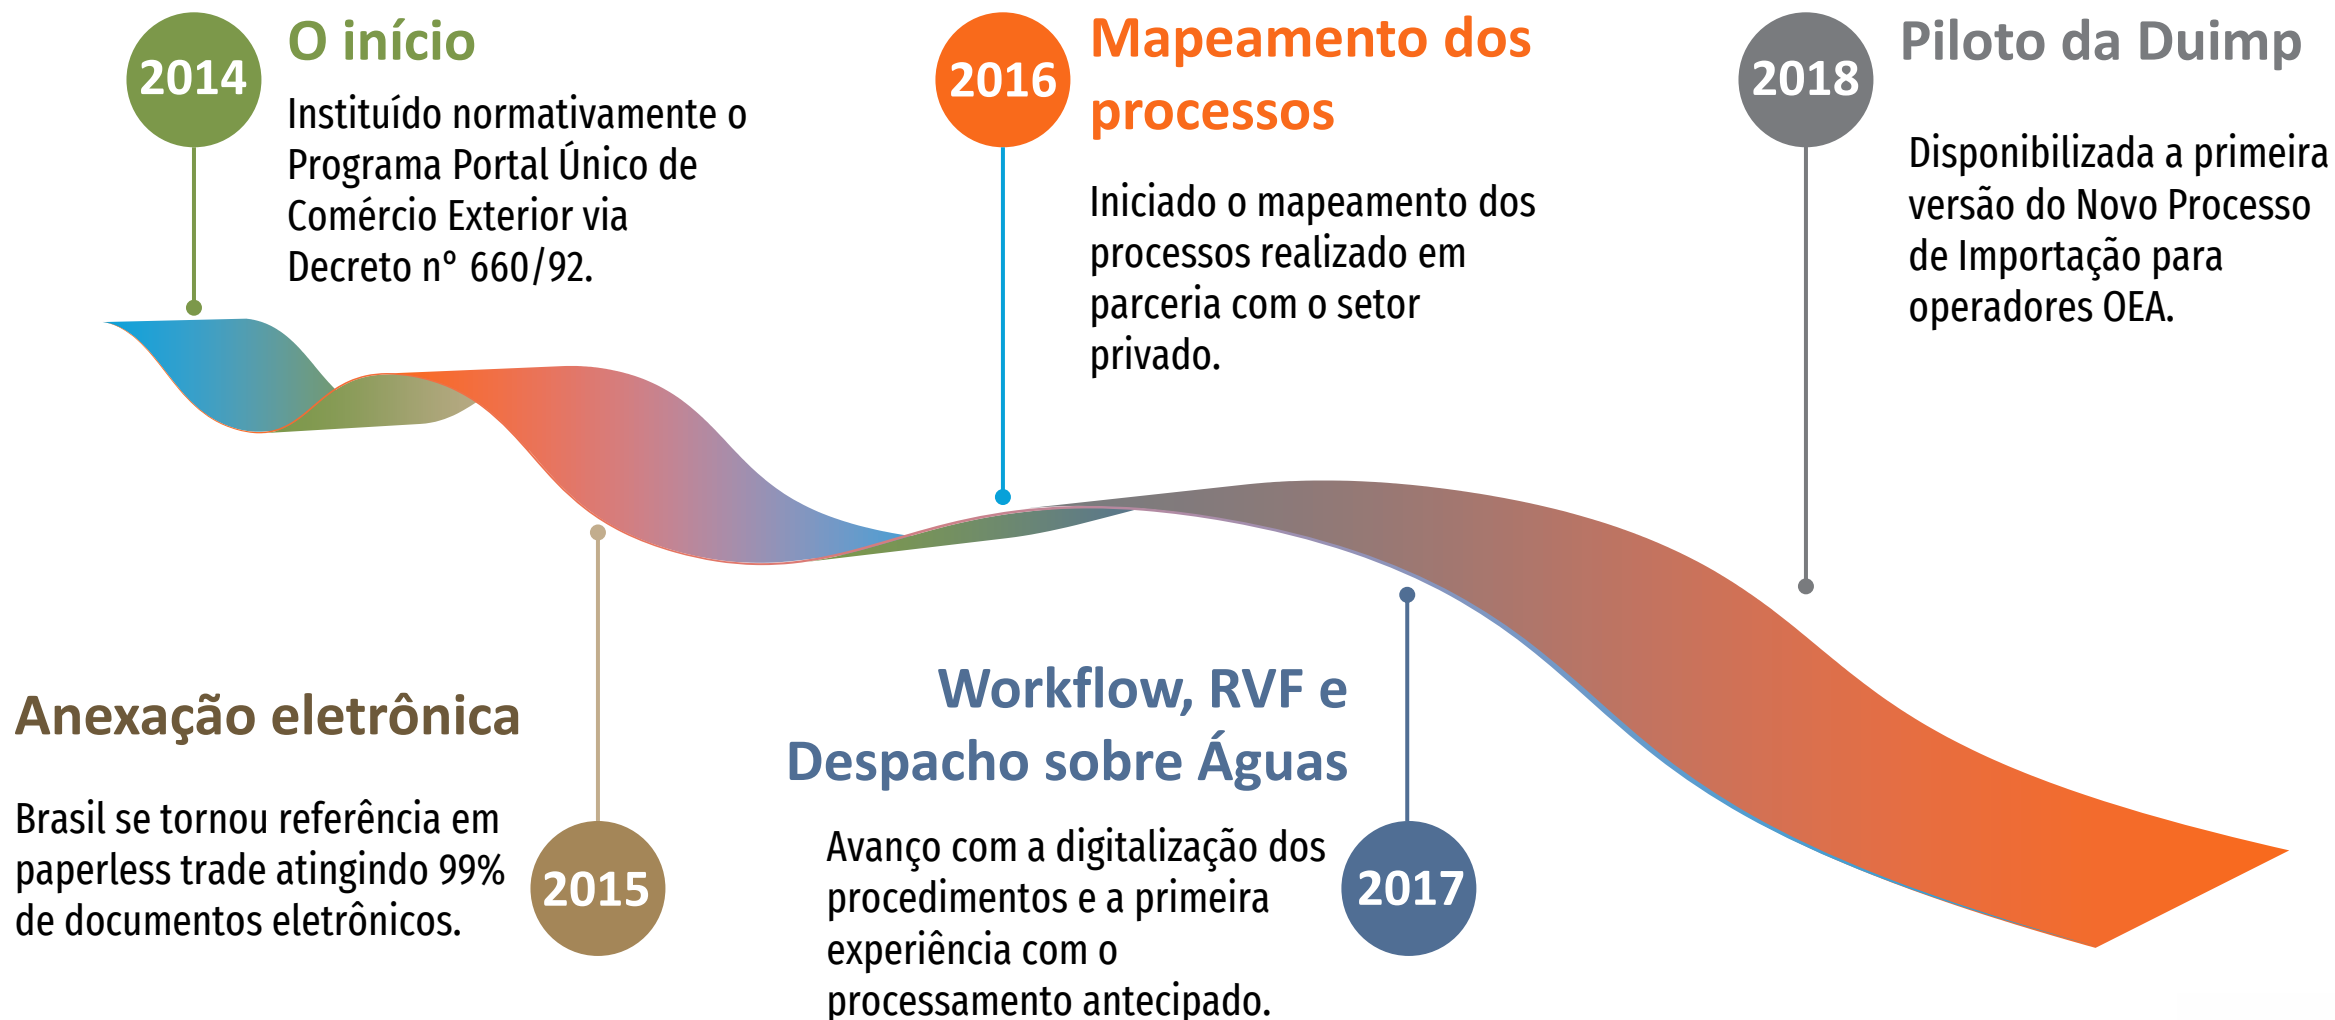 2014
O início
Instituído normativamente o
Programa Portal Único de
Comércio Exterior via
Decreto nº 660/92.
Anexação eletrônica
Brasil se tornou referência em
paperless trade atingindo 99%
de documentos eletrônicos.
2015
2016
Mapeamento dos
processos
Iniciado o mapeamento dos
processos realizado em
parceria com o setor
privado.
Workflow, RVF e
Despacho sobre Águas
Avanço com a digitalização dos
procedimentos e a primeira
experiência com o
processamento antecipado.
2017
2018
Piloto da Duimp
Disponibilizada a primeira
versão do Novo Processo
de Importação para
operadores OEA.